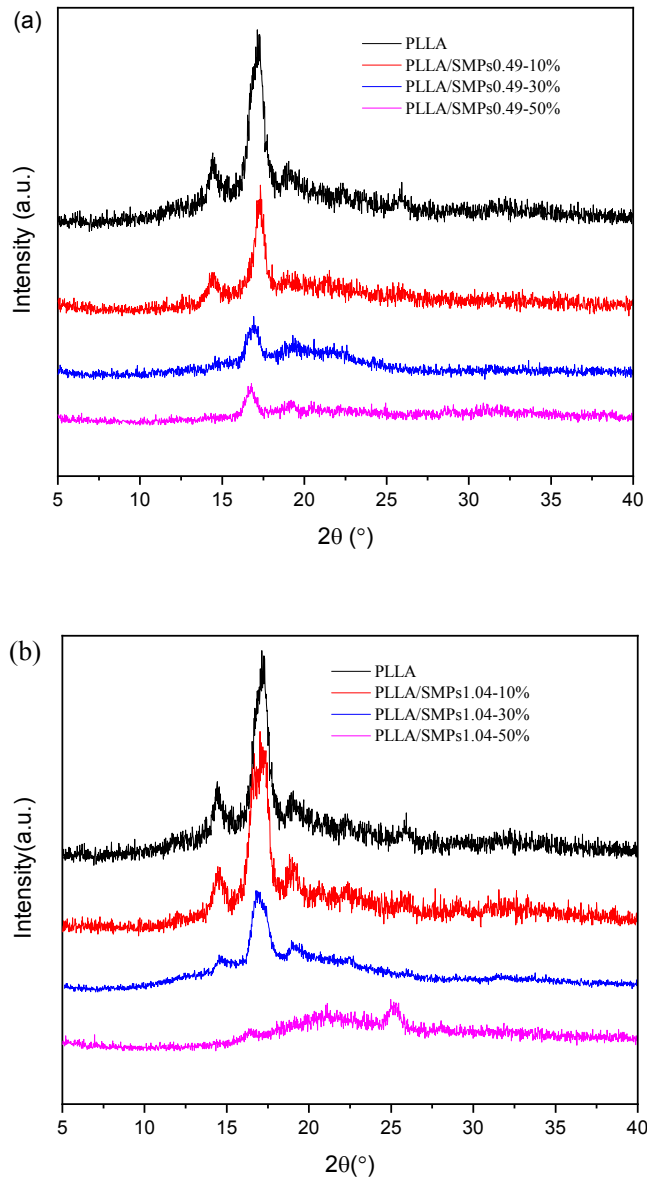 (a)
PLLA
PLLA/SMPs0.49-10%
PLLA/SMPs0.49-30%
PLLA/SMPs0.49-50%
Intensity (a.u.)
5 10 15 20 25 30 35 40
2θ (°)
(b)
PLLA
PLLA/SMPs1.04-10%
PLLA/SMPs1.04-30%
PLLA/SMPs1.04-50%
Intensity(a.u.)
5 10 15 20 25 30 35 40
2θ(°)